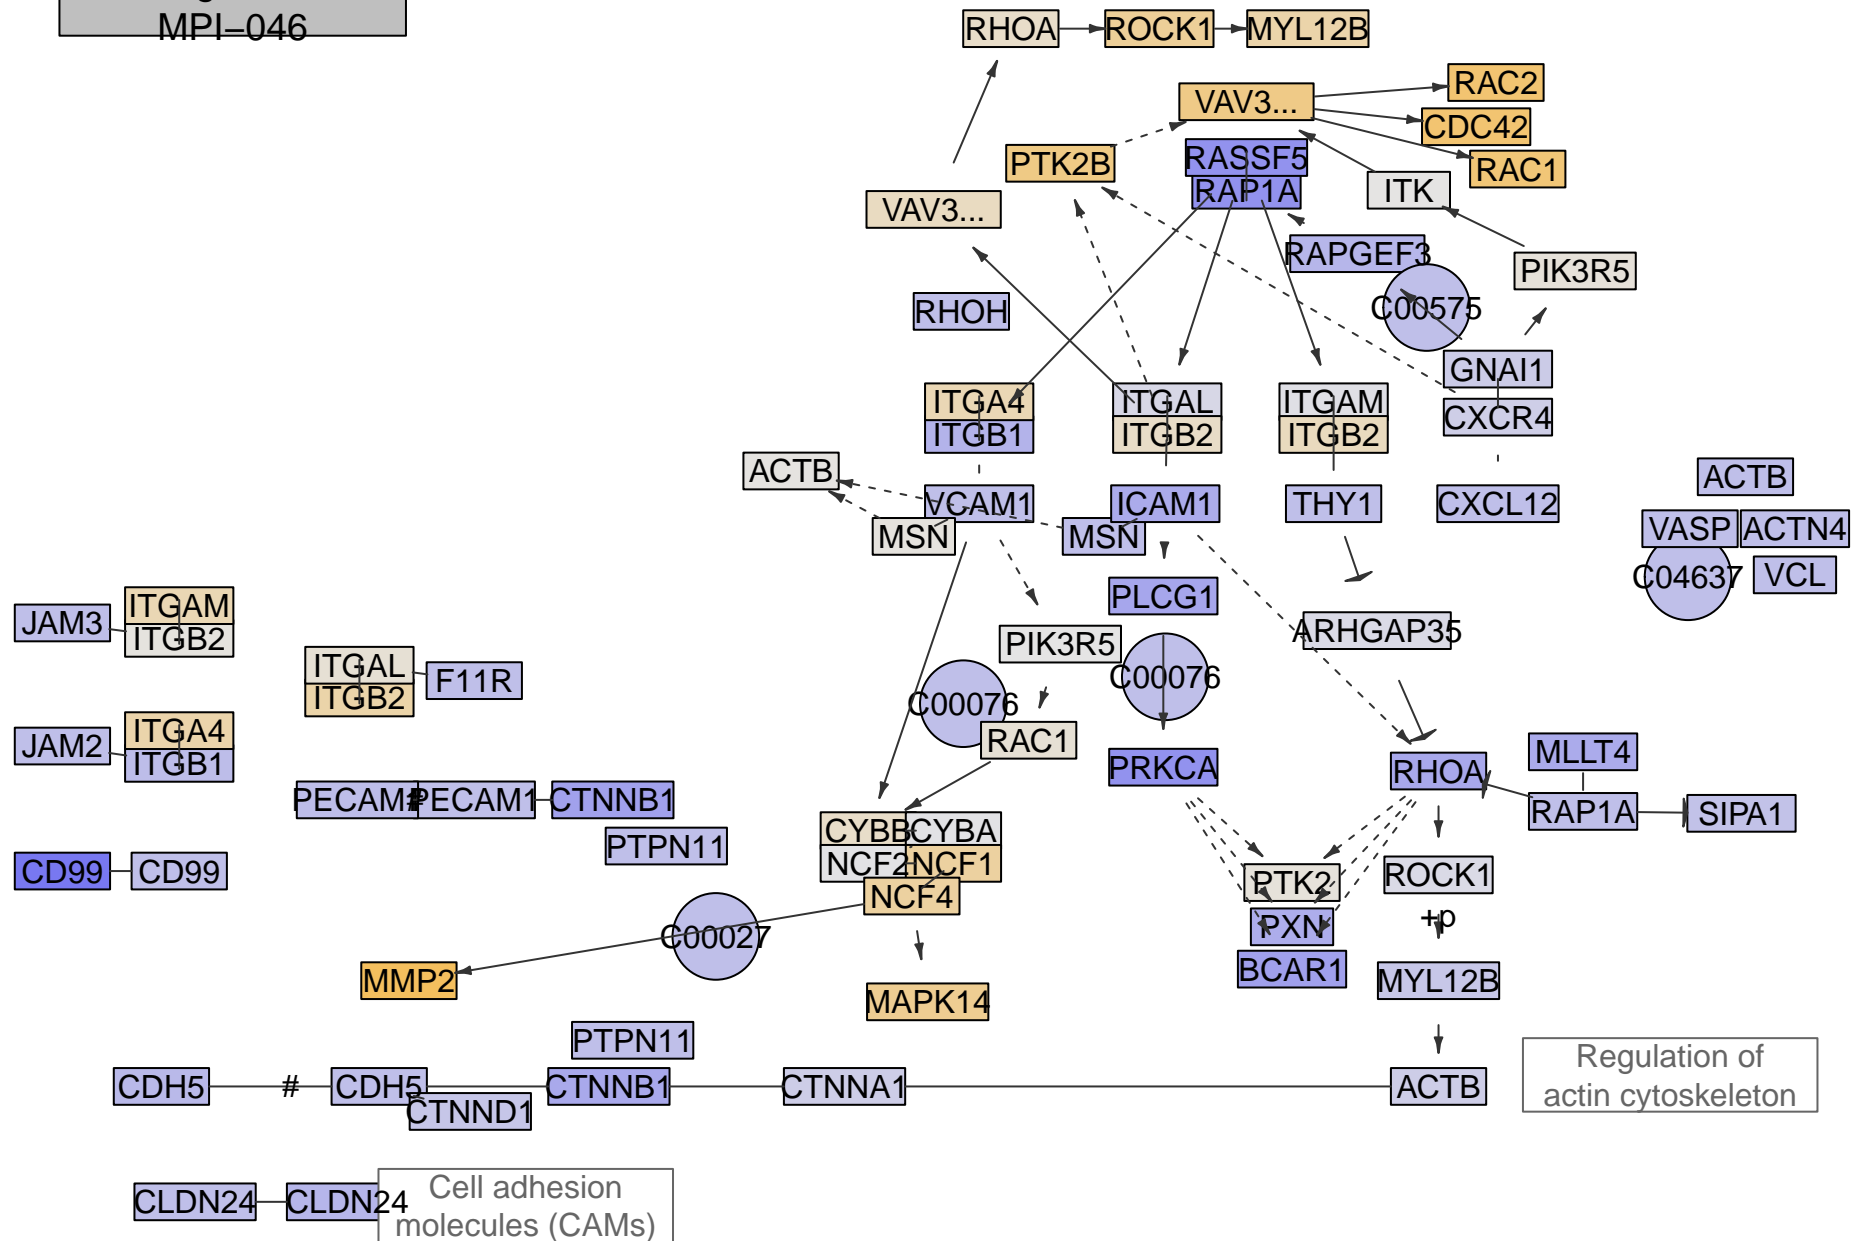 MPI−046
RHOA
ROCK1
MYL12B
VAV3...
RAC2
CDC42
RAC1
PTK2B
RASSF5
RAP1A
ITK
VAV3...
RAPGEF3
PIK3R5
C00575
RHOH
GNAI1
CXCR4
ITGA4
ITGB1
ITGAL
ITGB2
ITGAM
ITGB2
ACTB
VCAM1
MSN
MSN
ICAM1
THY1
CXCL12
ACTB
VASP
ACTN4
C04637
VCL
PLCG1
JAM3
ITGAM
ITGB2
ITGAL
ITGB2
F11R
PIK3R5
C00076
C00076
ARHGAP35
RAC1
JAM2
ITGA4
ITGB1
PRKCA
RHOA
MLLT4
RAP1A
SIPA1
PECAM1
#
PECAM1
CTNNB1
PTPN11
CYBB
CYBA
NCF2
NCF1
NCF4
CD99
CD99
PTK2
PXN
BCAR1
ROCK1
+p
C00027
MMP2
MAPK14
MYL12B
PTPN11
CDH5
#
CDH5
CTNND1
CTNNB1
CTNNA1
ACTB
Regulation of
actin cytoskeleton
CLDN24
CLDN24
Cell adhesion
molecules (CAMs)